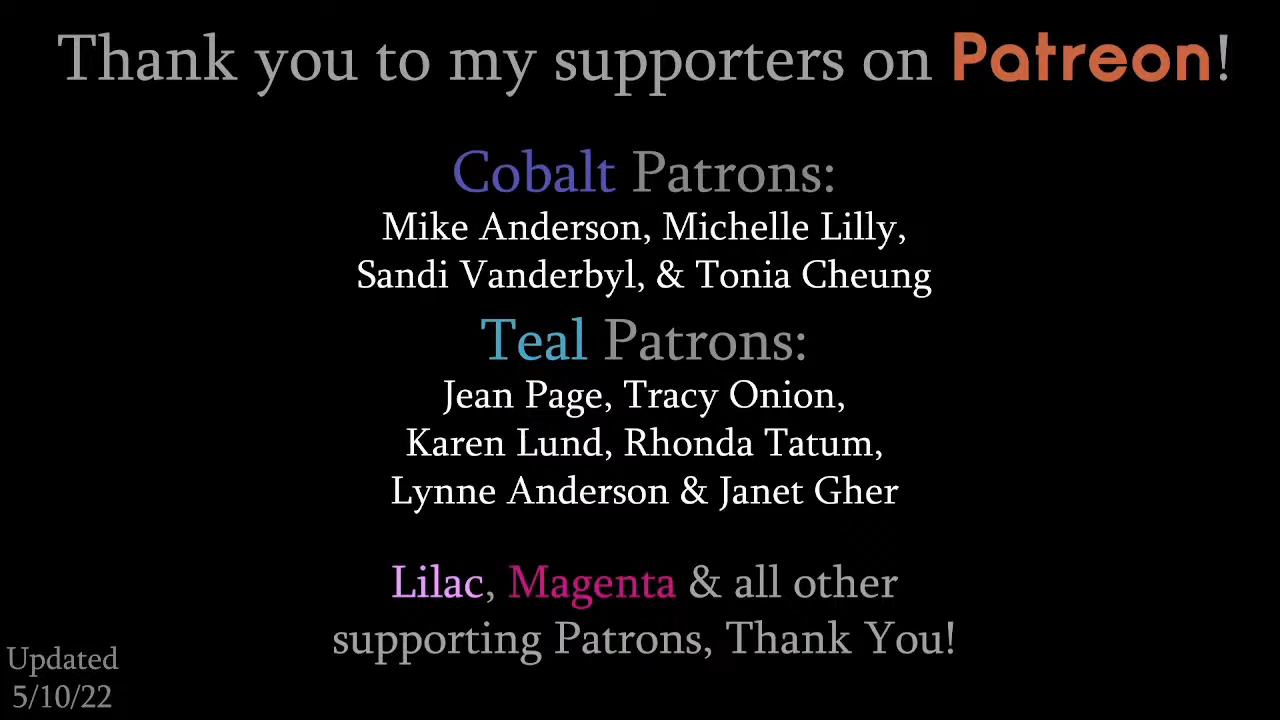 Thank you to my supporters on Patreon!
Cobalt Patrons:
Mike Anderson, Michelle Lilly,
Sandi Vanderbyl, & Tonia Cheung
Teal Patrons:
Jean Page, Tracy Onion,
Karen Lund, Rhonda Tatum,
Lynne Anderson & Janet Gher
Lilac, Magenta & all other
supporting Patrons, Thank You!
Updated
5/10/22